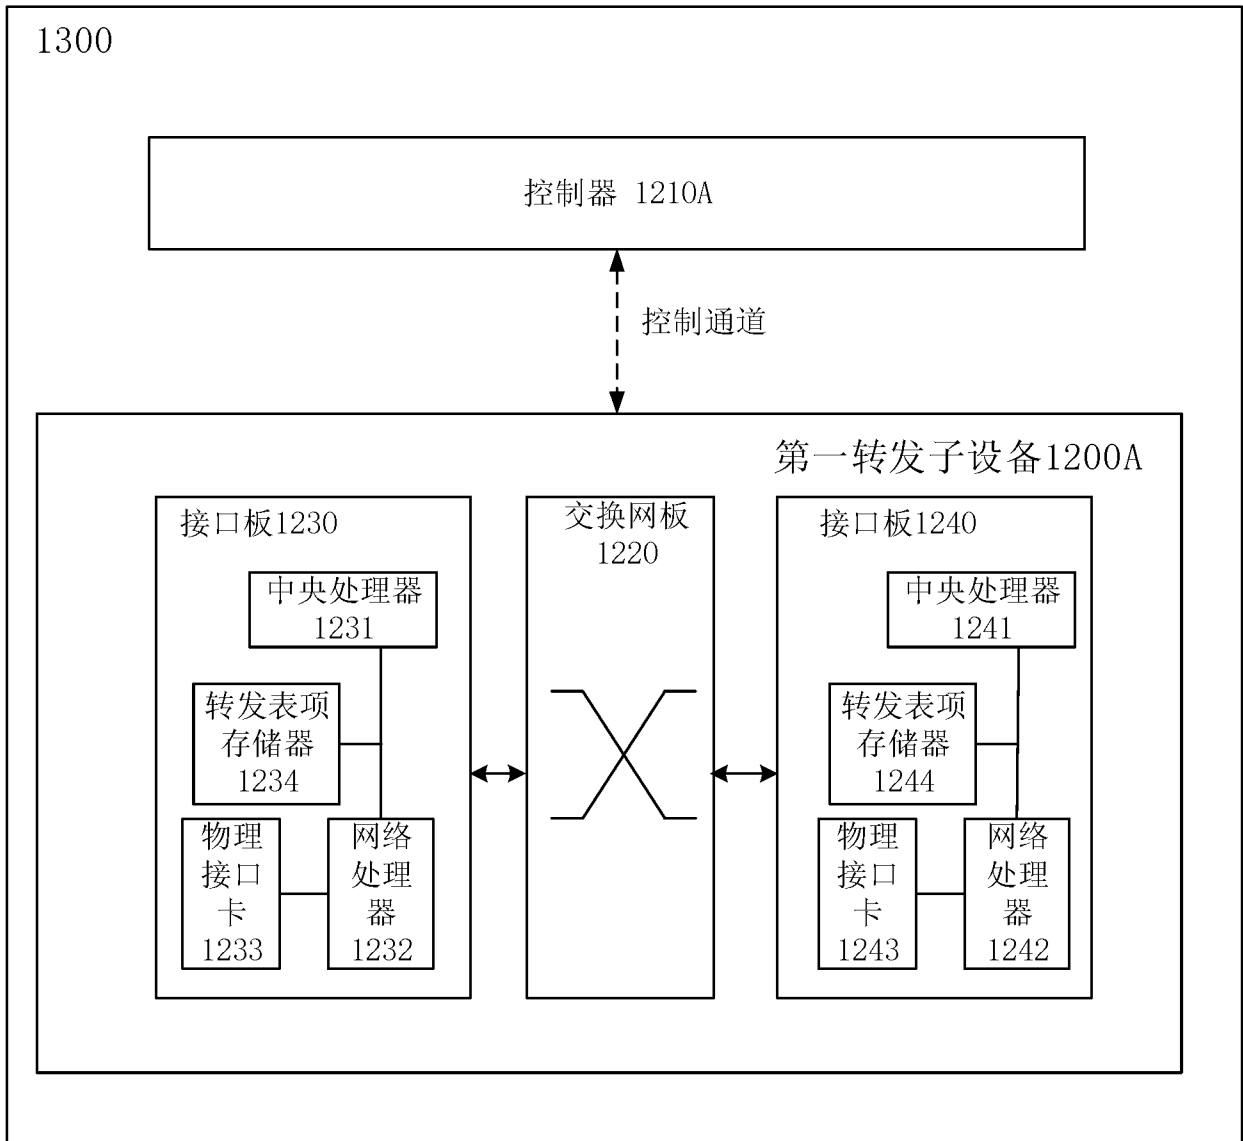 1300
控制器 1210A
控制通道
第一转发子设备1200A
接口板1230
中央处理器
1231
转发表项
存储器
1234
物理
接口
卡
1233
网络
处理
器
1232
交换网板
1220
接口板1240
中央处理器
1241
转发表项
存储器
1244
物理
接口
卡
1243
网络
处理
器
1242